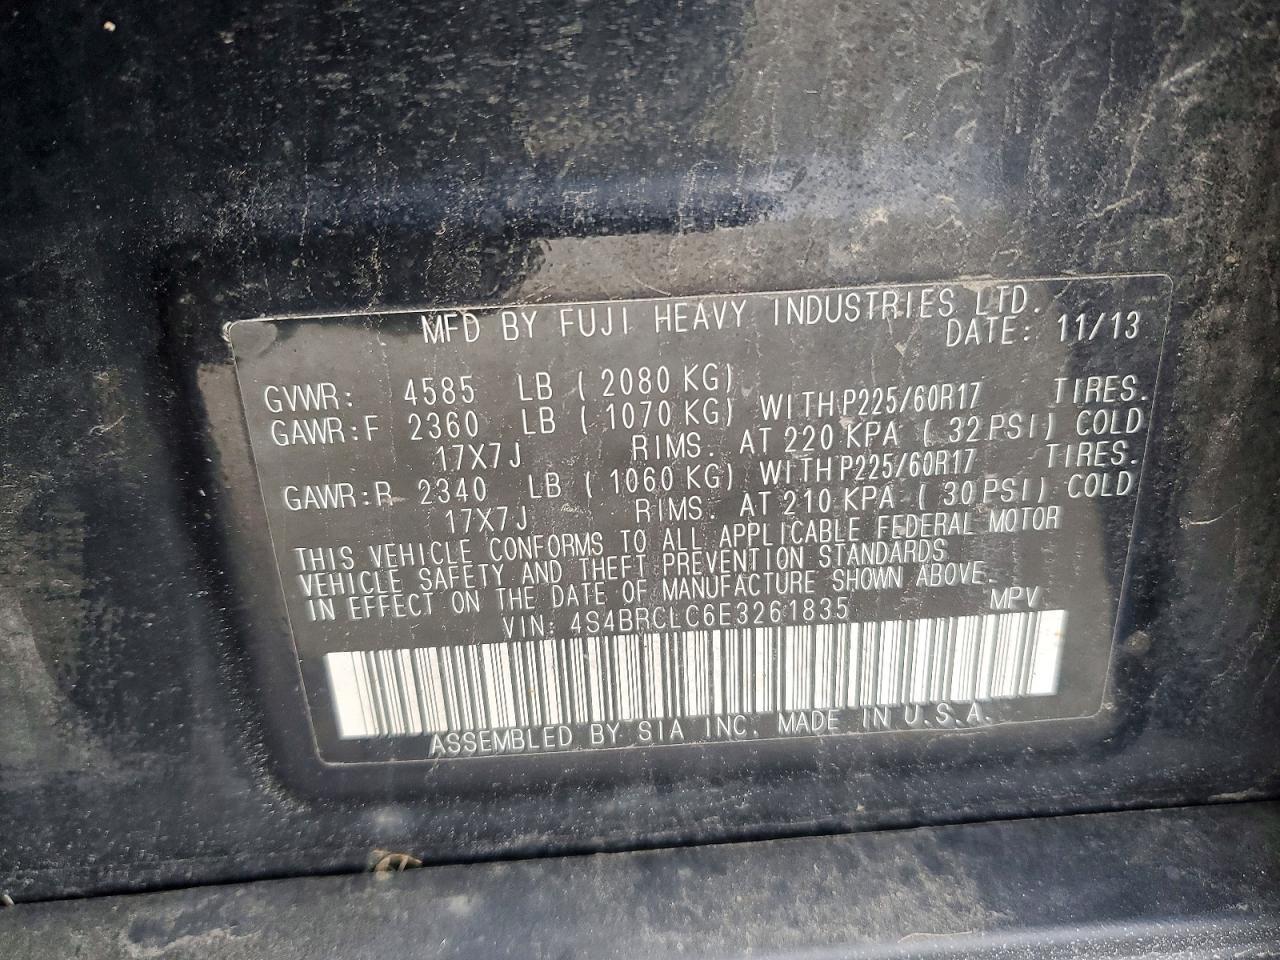 MFD BY FUJI HEAVY INDUSTRIES LTD.
DATE: 11/13
GVWR: 4585 LB ( 2080 KG)
GAWR:F 2360 LB ( 1070 KG) WITH P225/60R17 TIRES.
17X7J RIMS. AT 220 KPA ( 32 PSI) COLD
GAWR:R 2340 LB ( 1060 KG) WITH P225/60R17 TIRES.
17X7J RIMS. AT 210 KPA ( 30 PSI) COLD
THIS VEHICLE CONFORMS TO ALL APPLICABLE FEDERAL MOTOR
VEHICLE SAFETY AND THEFT PREVENTION STANDARDS
IN EFFECT ON THE DATE OF MANUFACTURE SHOWN ABOVE.
VIN: 4S4BRCLC6E3261835 MPV
ASSEMBLED BY SIA INC. MADE IN U.S.A.